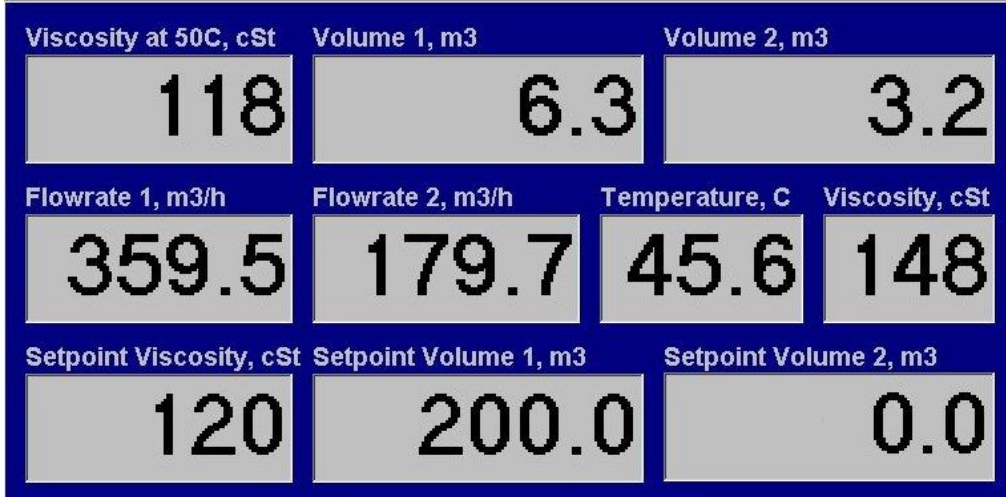 Viscosity at 50C, cSt Volume 1, m3 Volume 2, m3
118 6.3 3.2
Flowrate 1, m3/h Flowrate 2, m3/h Temperature, C Viscosity, cSt
359.5 179.7 45.6 148
Setpoint Viscosity, cSt Setpoint Volume 1, m3 Setpoint Volume 2, m3
120 200.0 0.0